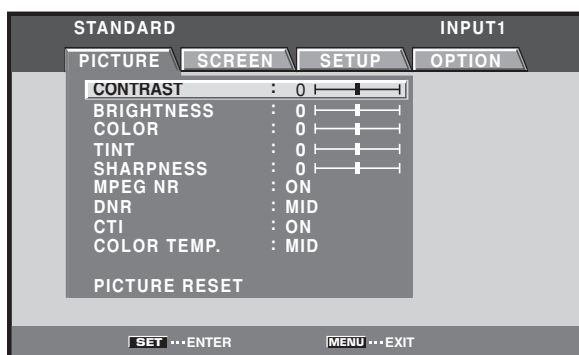 STANDARD INPUT1
PICTURE SCREEN SETUP OPTION
CONTRAST : 0
BRIGHTNESS : 0
COLOR : 0
TINT : 0
SHARPNESS : 0
MPEG NR : ON
DNR : MID
CTI : ON
COLOR TEMP. : MID
PICTURE RESET
SET ··· ENTER MENU ··· EXIT